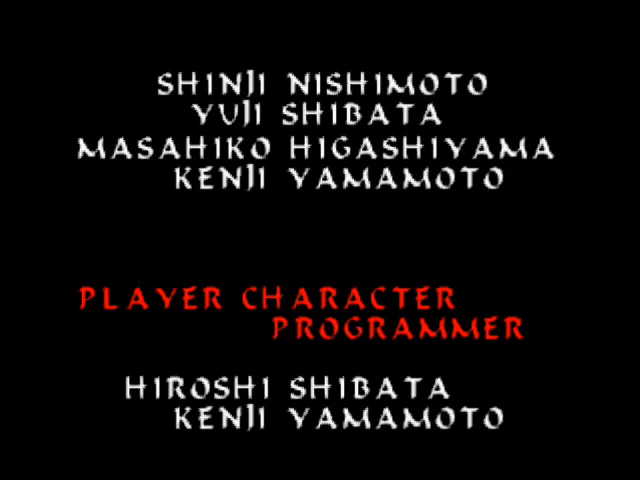 SHINJI NISHIMOTO
YUJI SHIBATA
MASAHIKO HIGASHIYAMA
KENJI YAMAMOTO
PLAYER CHARACTER
PROGRAMMER
HIROSHI SHIBATA
KENJI YAMAMOTO